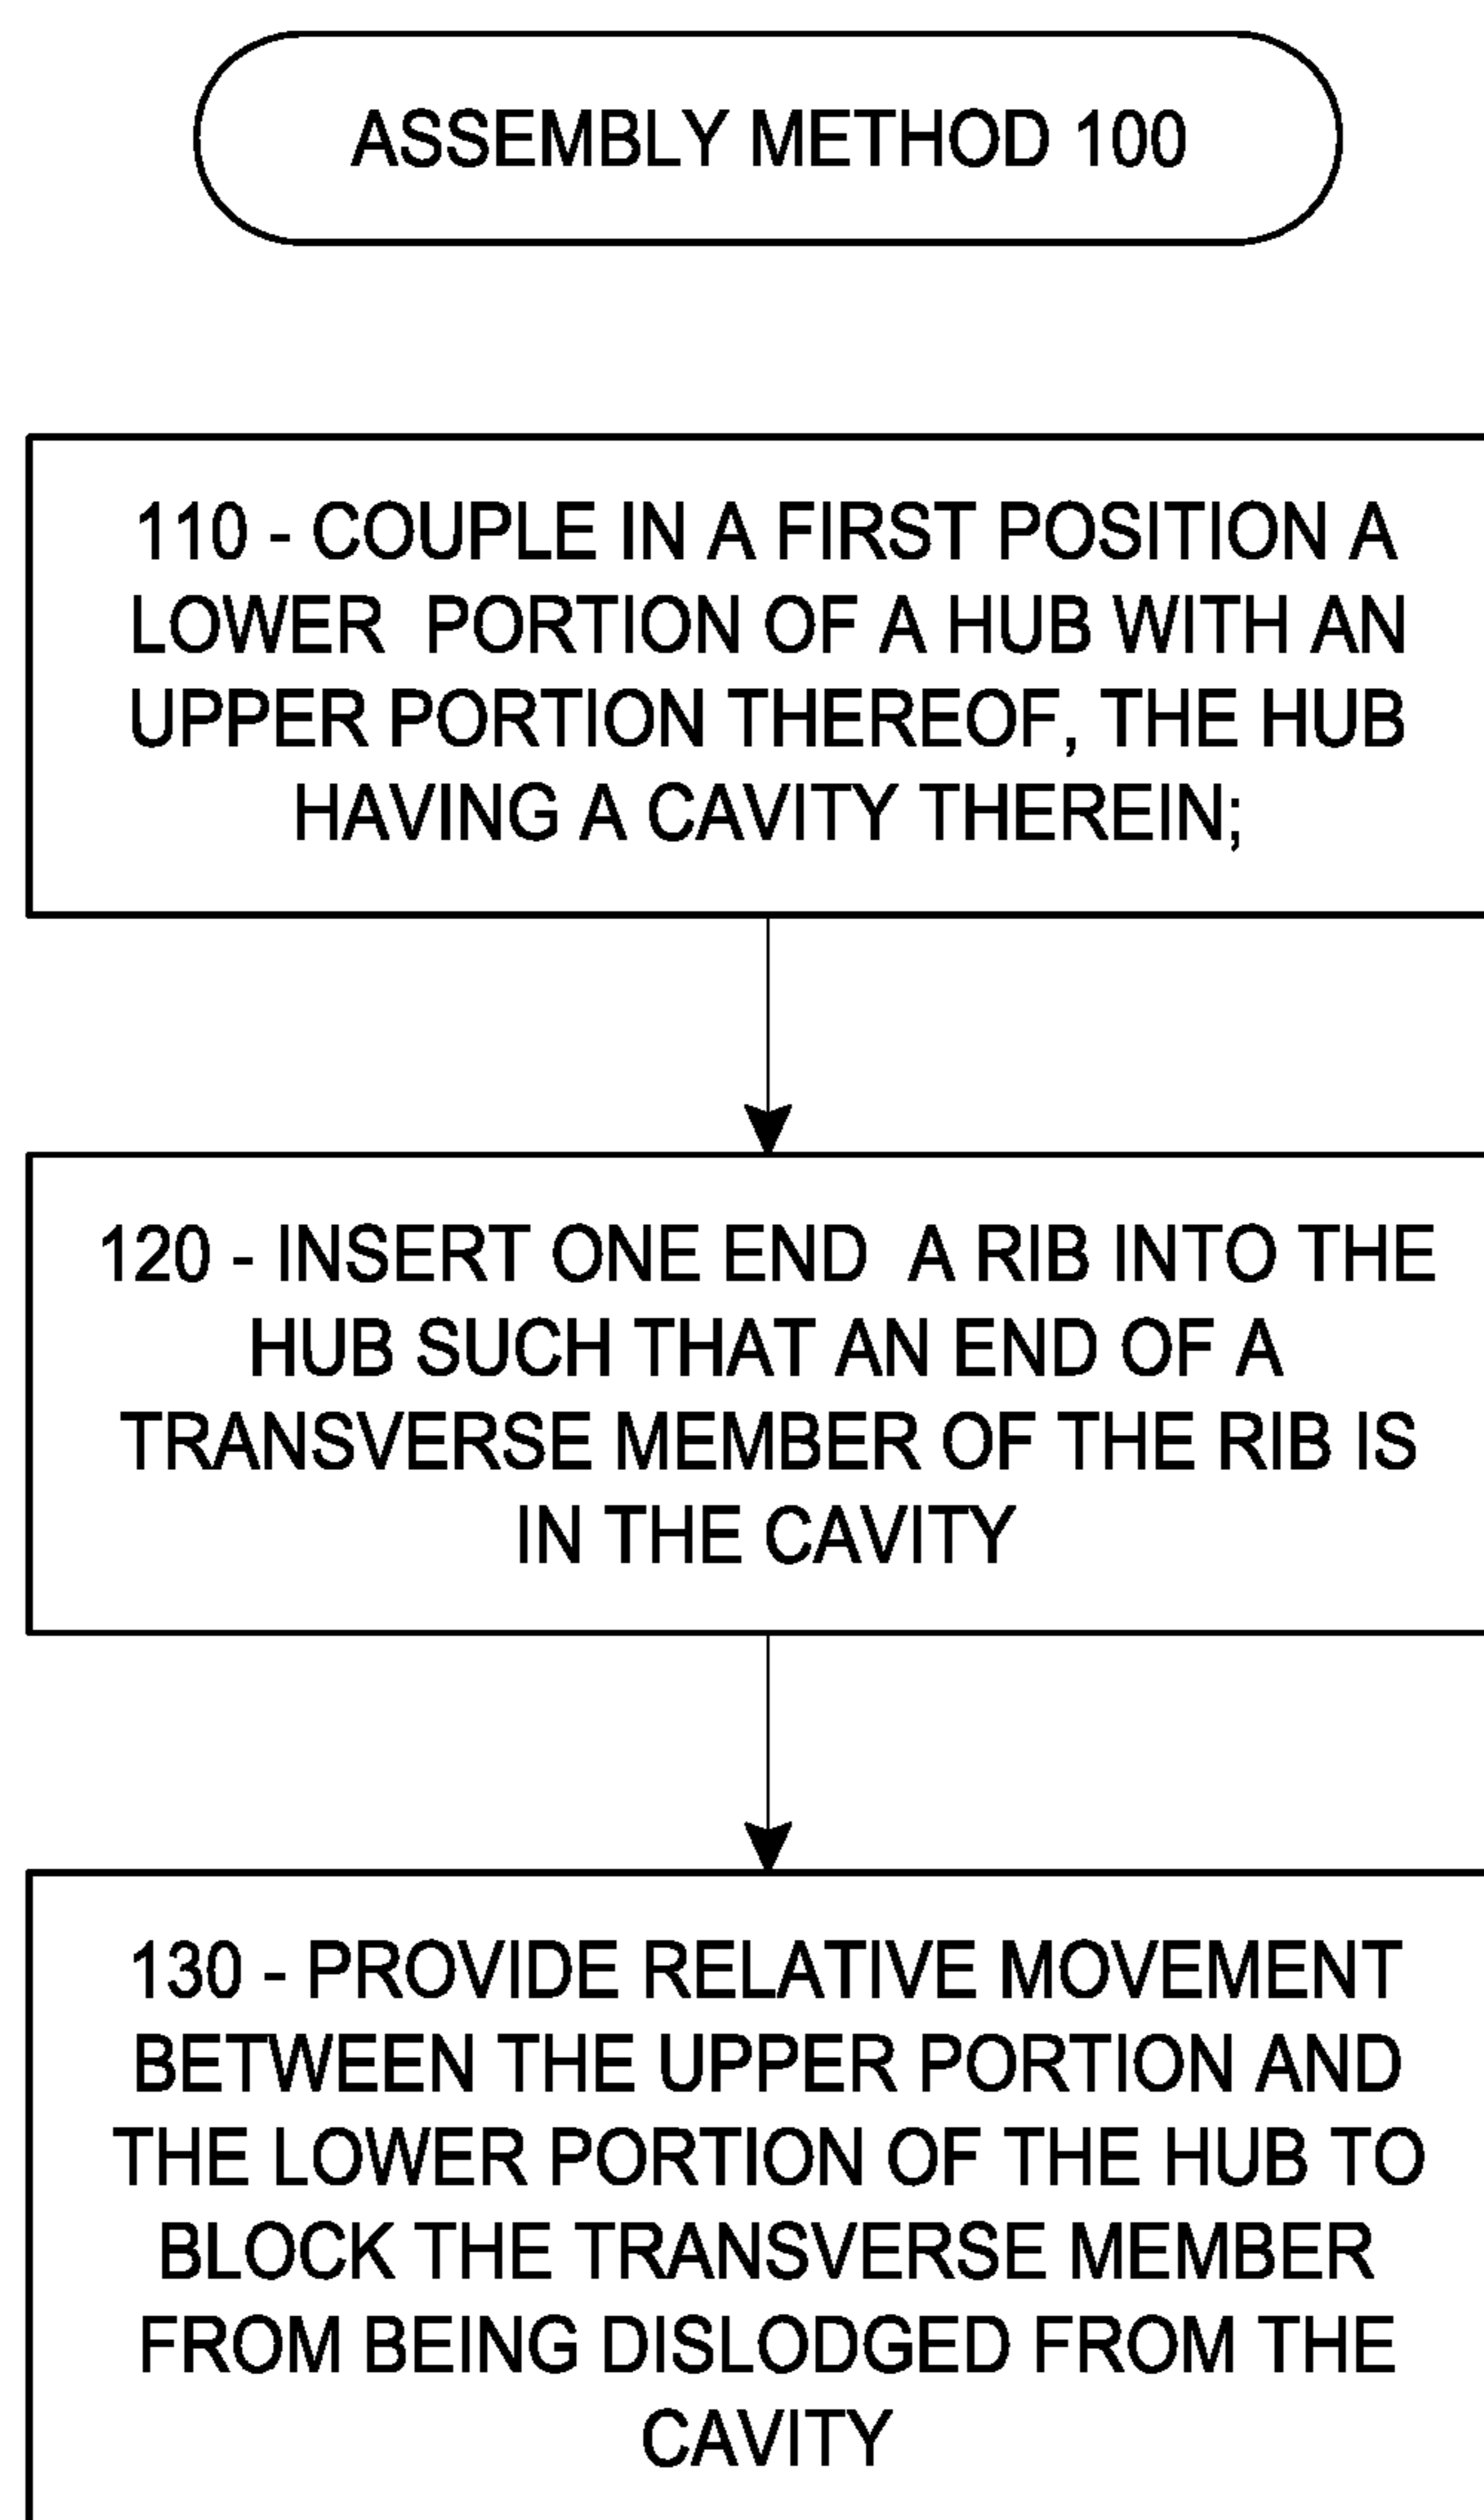 ASSEMBLY METHOD 100
110 - COUPLE IN A FIRST POSITION A
LOWER PORTION OF A HUB WITH AN
UPPER PORTION THEREOF, THE HUB
HAVING A CAVITY THEREIN;
120 - INSERT ONE END A RIB INTO THE
HUB SUCH THAT AN END OF A
TRANSVERSE MEMBER OF THE RIB IS
IN THE CAVITY
130 - PROVIDE RELATIVE MOVEMENT
BETWEEN THE UPPER PORTION AND
THE LOWER PORTION OF THE HUB TO
BLOCK THE TRANSVERSE MEMBER
FROM BEING DISLODGED FROM THE
CAVITY